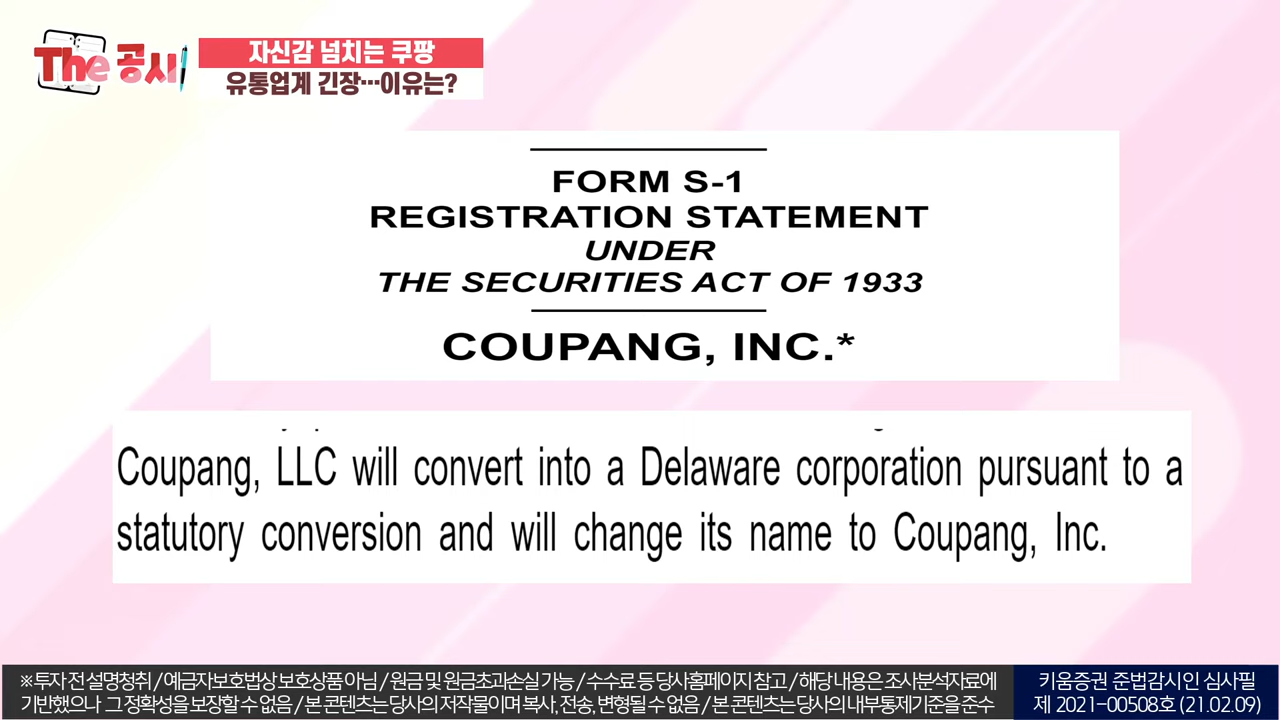 The 공시
자신감 넘치는 쿠팡
유통업계 긴장…이유는?
FORM S-1
REGISTRATION STATEMENT
UNDER
THE SECURITIES ACT OF 1933
COUPANG, INC.*
Coupang, LLC will convert into a Delaware corporation pursuant to a
statutory conversion and will change its name to Coupang, Inc.
※ 투자 전 설명청취 / 예금자보호법상 보호상품 아님 / 원금 및 원금초과손실 가능 / 수수료 등 당사홈페이지 참고 / 해당 내용은 조사분석자료에
기반했으나 그 정확성을 보장할 수 없음 / 본 콘텐츠는 당사의 저작물이며 복사, 전송, 변형될 수 없음 / 본 콘텐츠는 당사의 내부통제기준을 준수
키움증권 준법감시인 심사필
제 2021-00508호 (21.02.09)